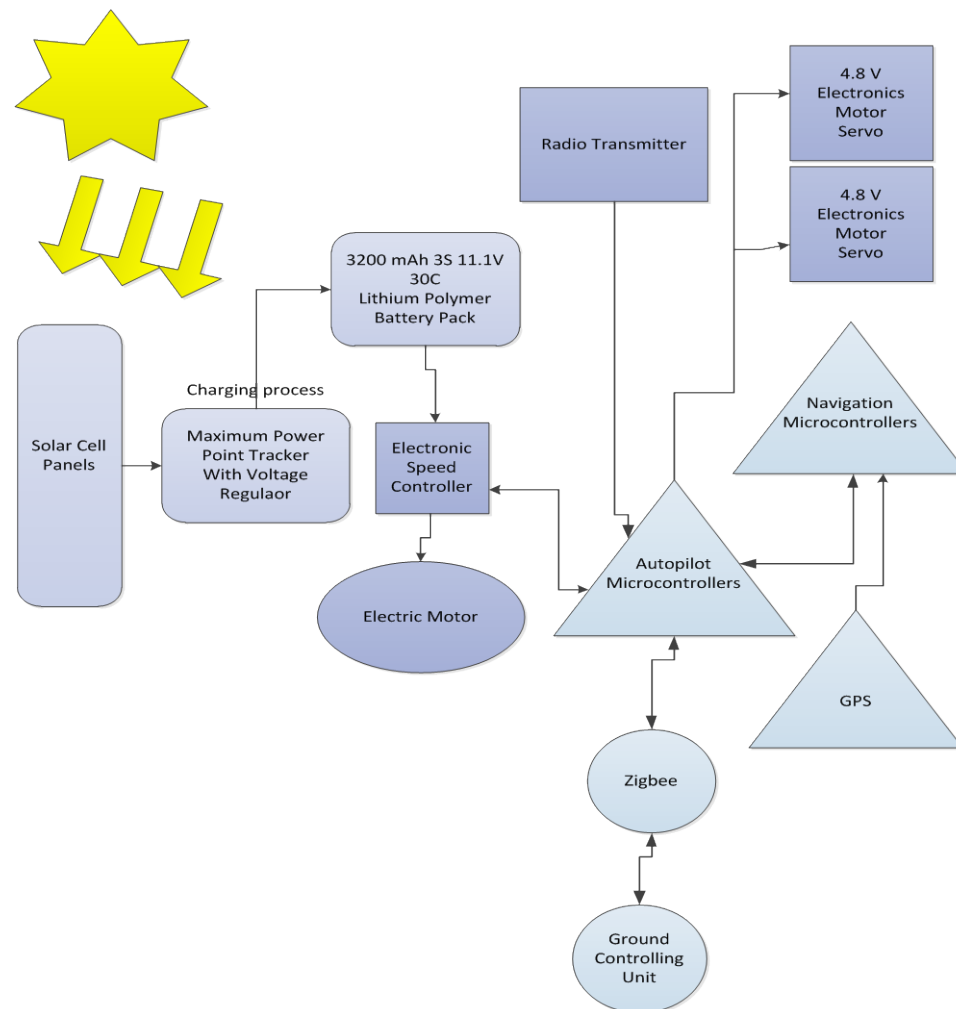 4.8 V
Electronics
Motor
Servo
Radio Transmitter
4.8 V
Electronics
Motor
Servo
3200 mAh 3S 11.1V
30C
Lithium Polymer
Battery Pack
Charging process
Navigation
Microcontrollers
Solar Cell
Panels
Maximum Power
Point Tracker
With Voltage
Regulaor
Electronic
Speed
Controller
Autopilot
Microcontrollers
Electric Motor
GPS
Zigbee
Ground
Controlling
Unit